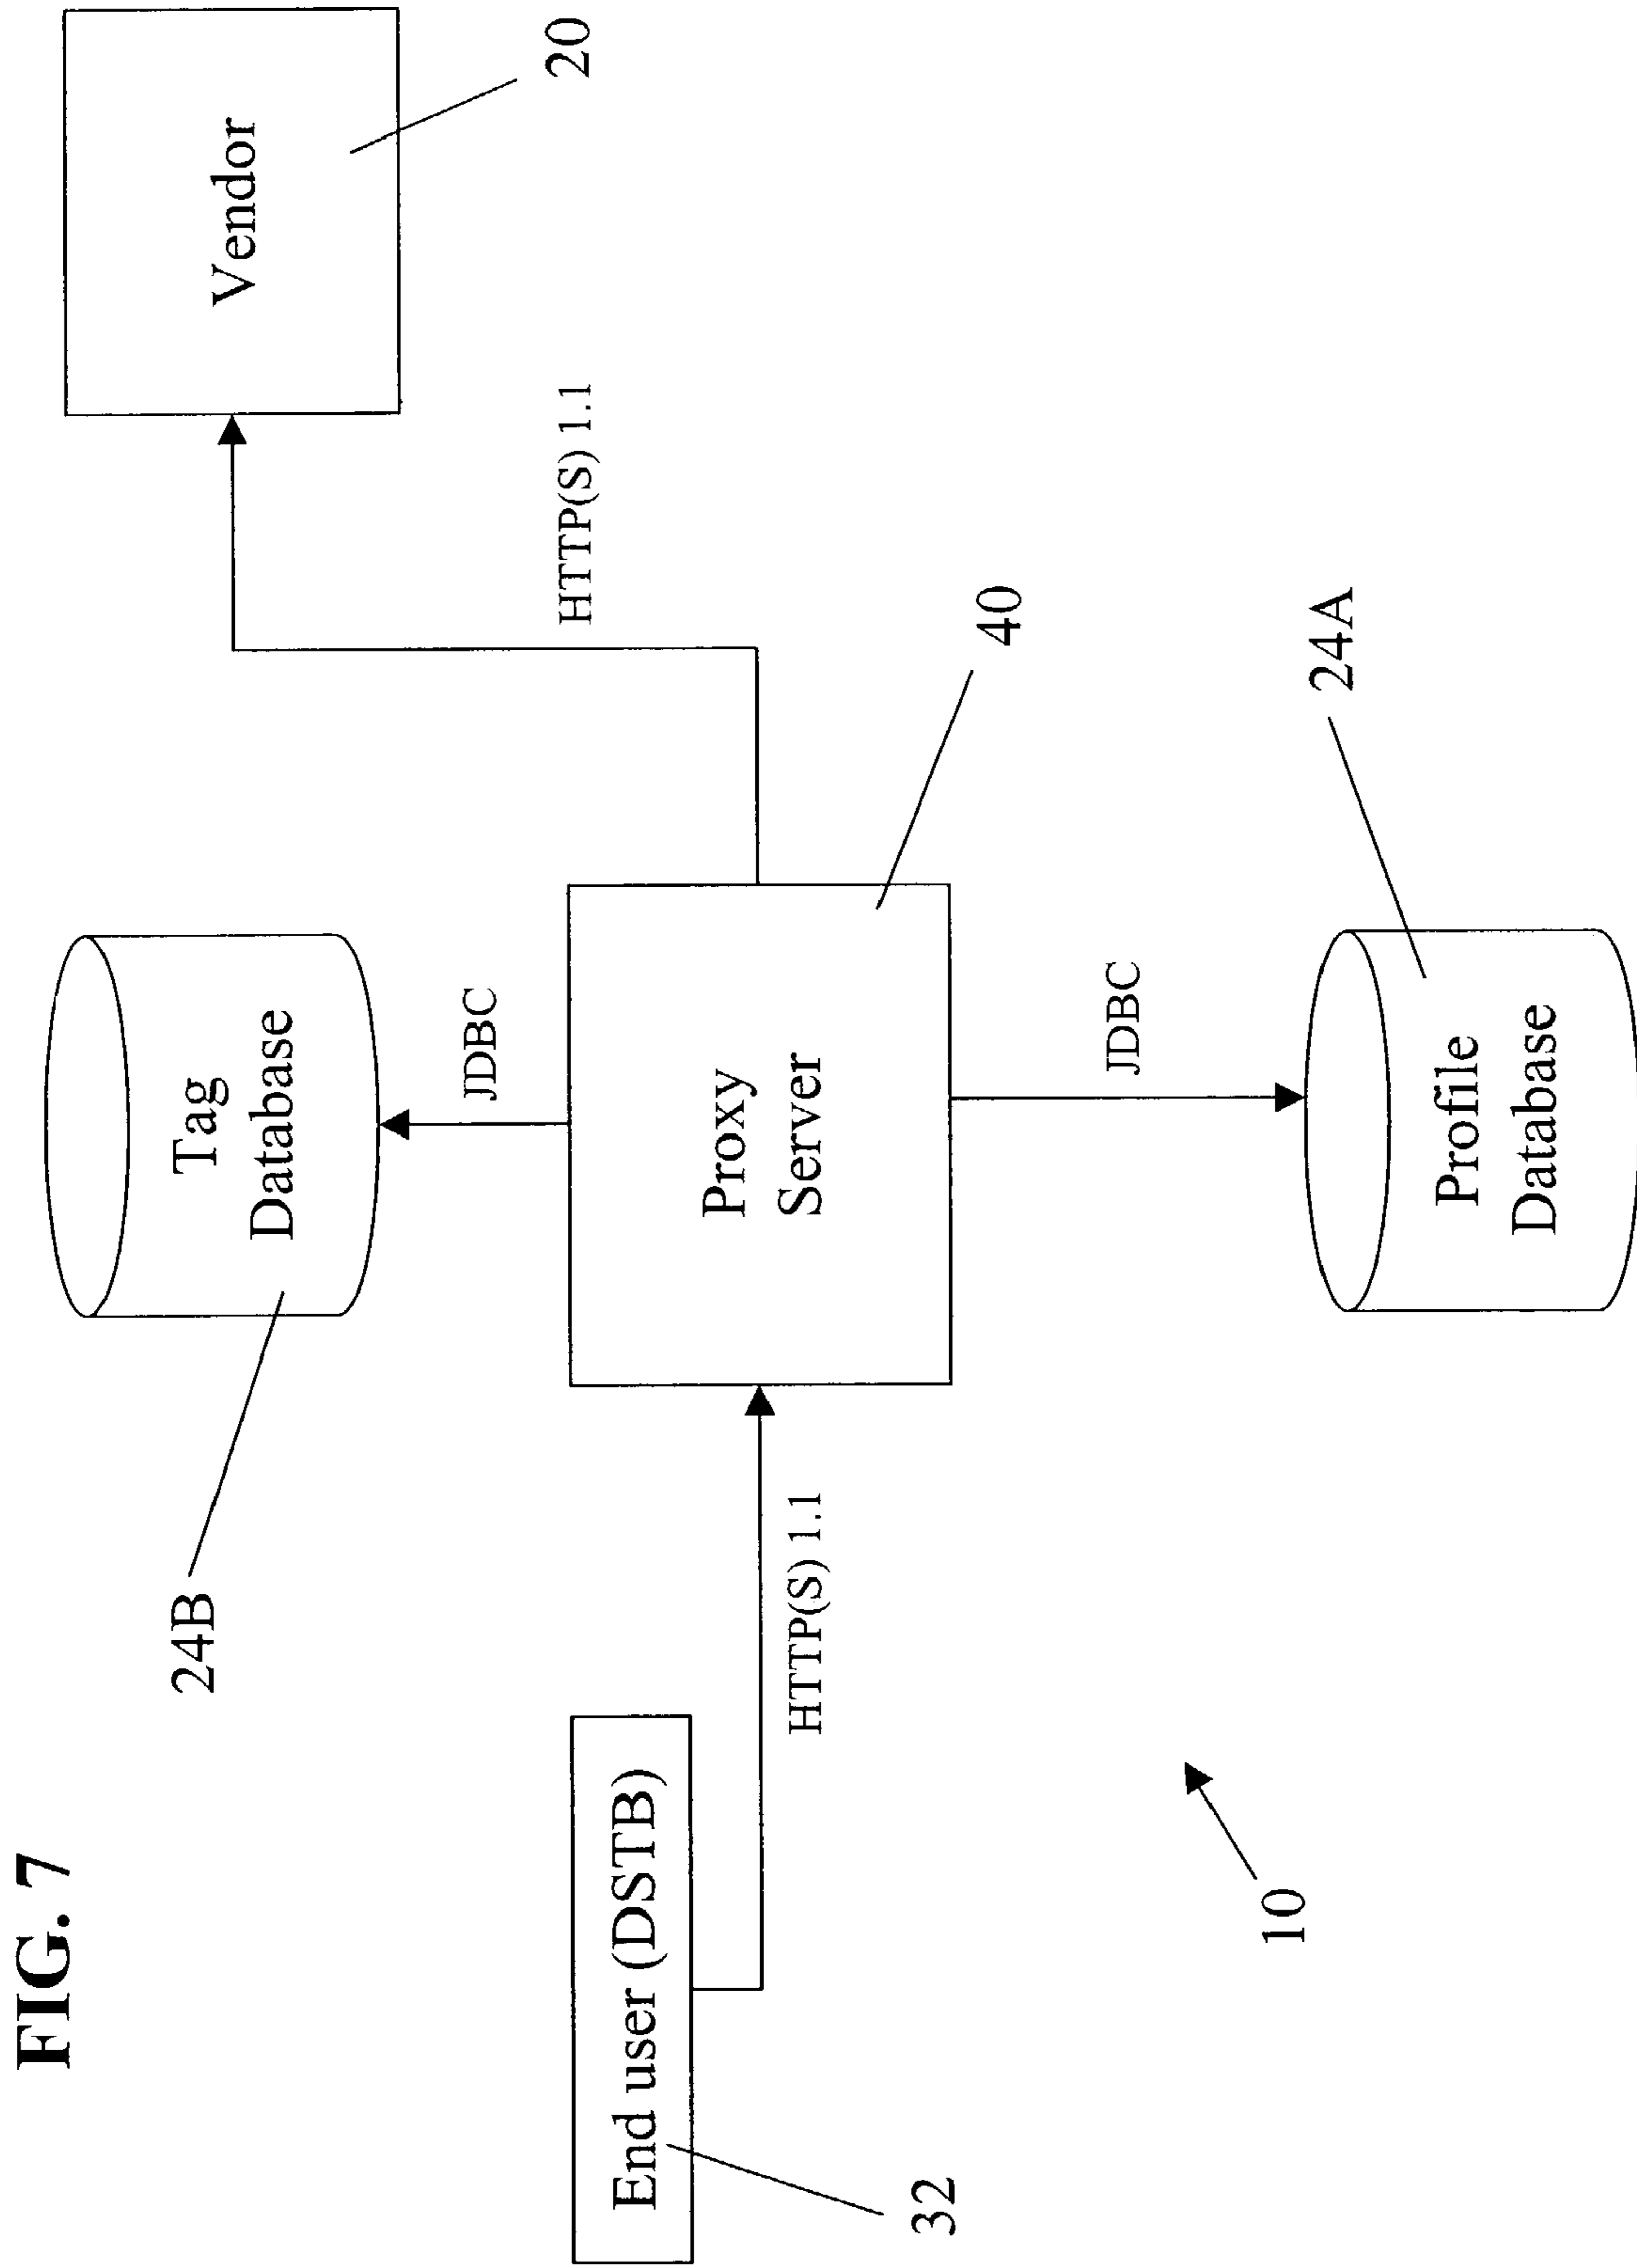 FIG. 7
24B
Tag
Database
Vendor
20
JDBC
HTTP(S) 1.1
End user (DSTB)
32
HTTP(S) 1.1
Proxy
Server
40
JDBC
10
Profile
Database
24A